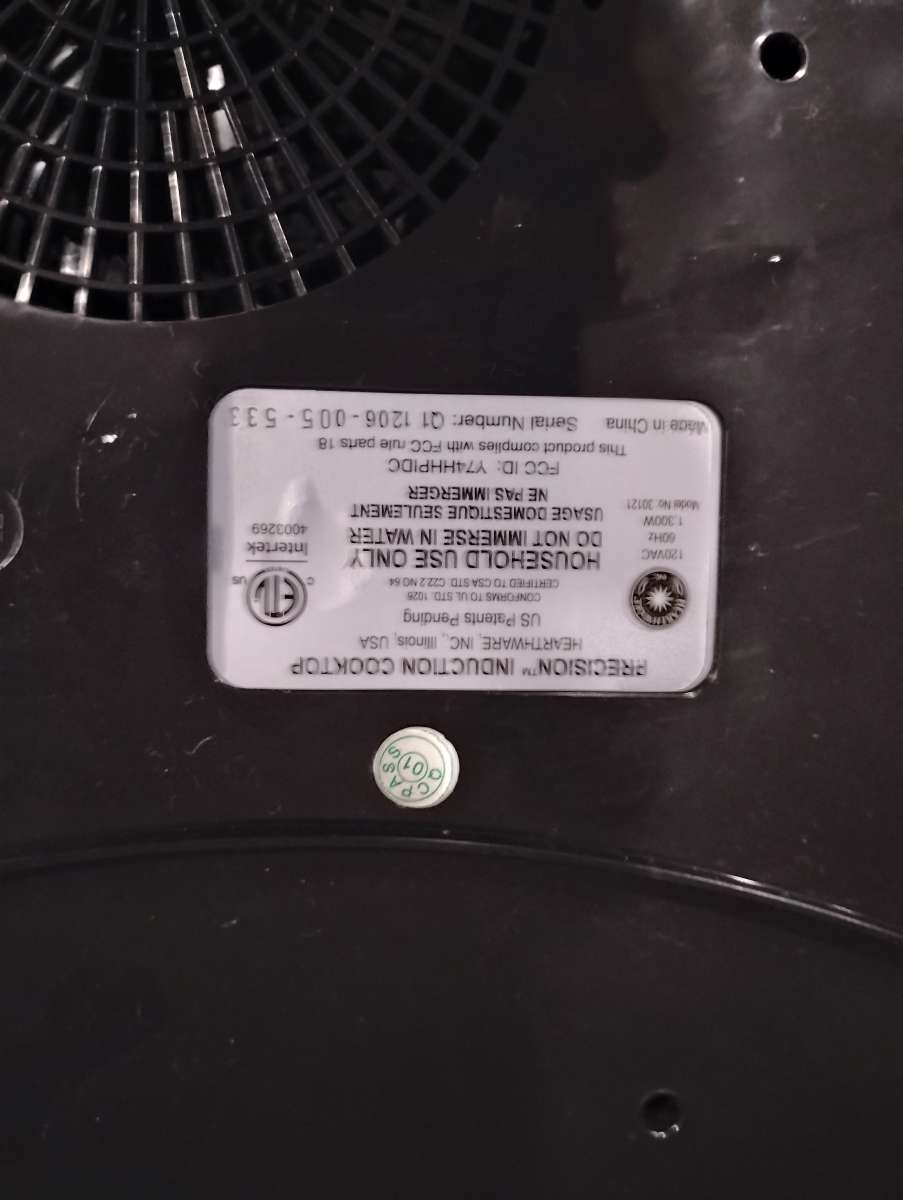 PRECISION™ INDUCTION COOKTOP
HEARTHWARE, INC., Illinois, USA
US Patents Pending
CONFORMS TO UL STD. 1026
CERTIFIED TO CSA STD. C22.2 NO 64
HOUSEHOLD USE ONLY
DO NOT IMMERSE IN WATER
USAGE DOMESTIQUE SEULEMENT
NE PAS IMMERGER
FCC ID: Y74HHPIDC
This product complies with FCC rule parts 18
Made in China Serial Number: Q11206-005-533
120VAC
60Hz
1,300W
Model No. 30121
C ETL US
Intertek
4003269
Q.C PASS
01